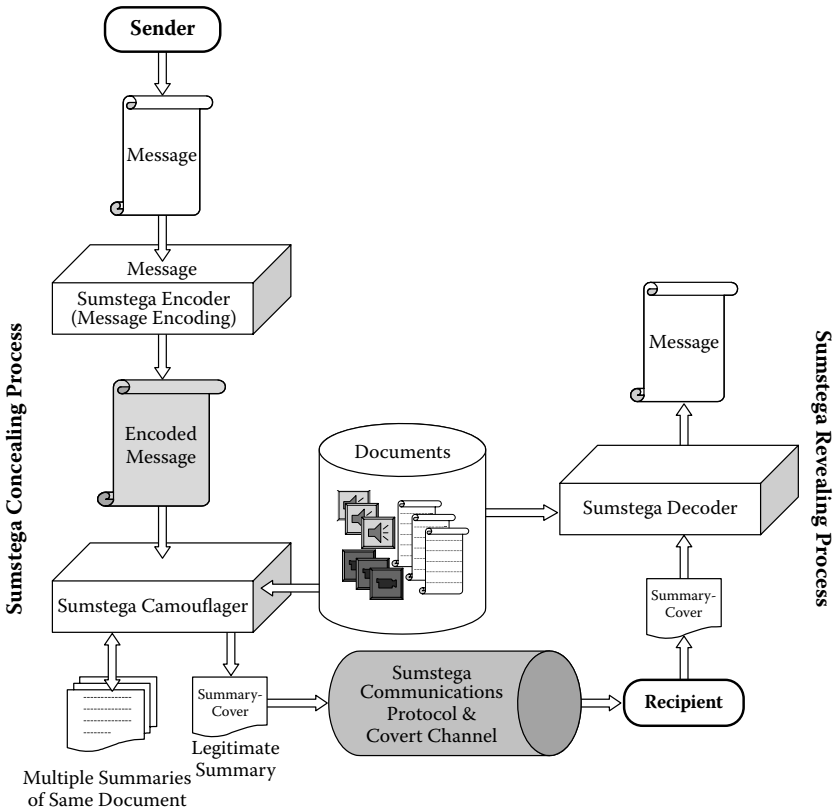 Sender
Message
Message
Sumstega Encoder
(Message Encoding)
Encoded
Message
Sumstega Camouflager
Summary-
Cover
Legitimate
Summary
Multiple Summaries
of Same Document
Sumstega Concealing Process
Documents
Sumstega
Communications
Protocol &
Covert Channel
Recipient
Summary-
Cover
Sumstega Decoder
Message
Sumstega Revealing Process